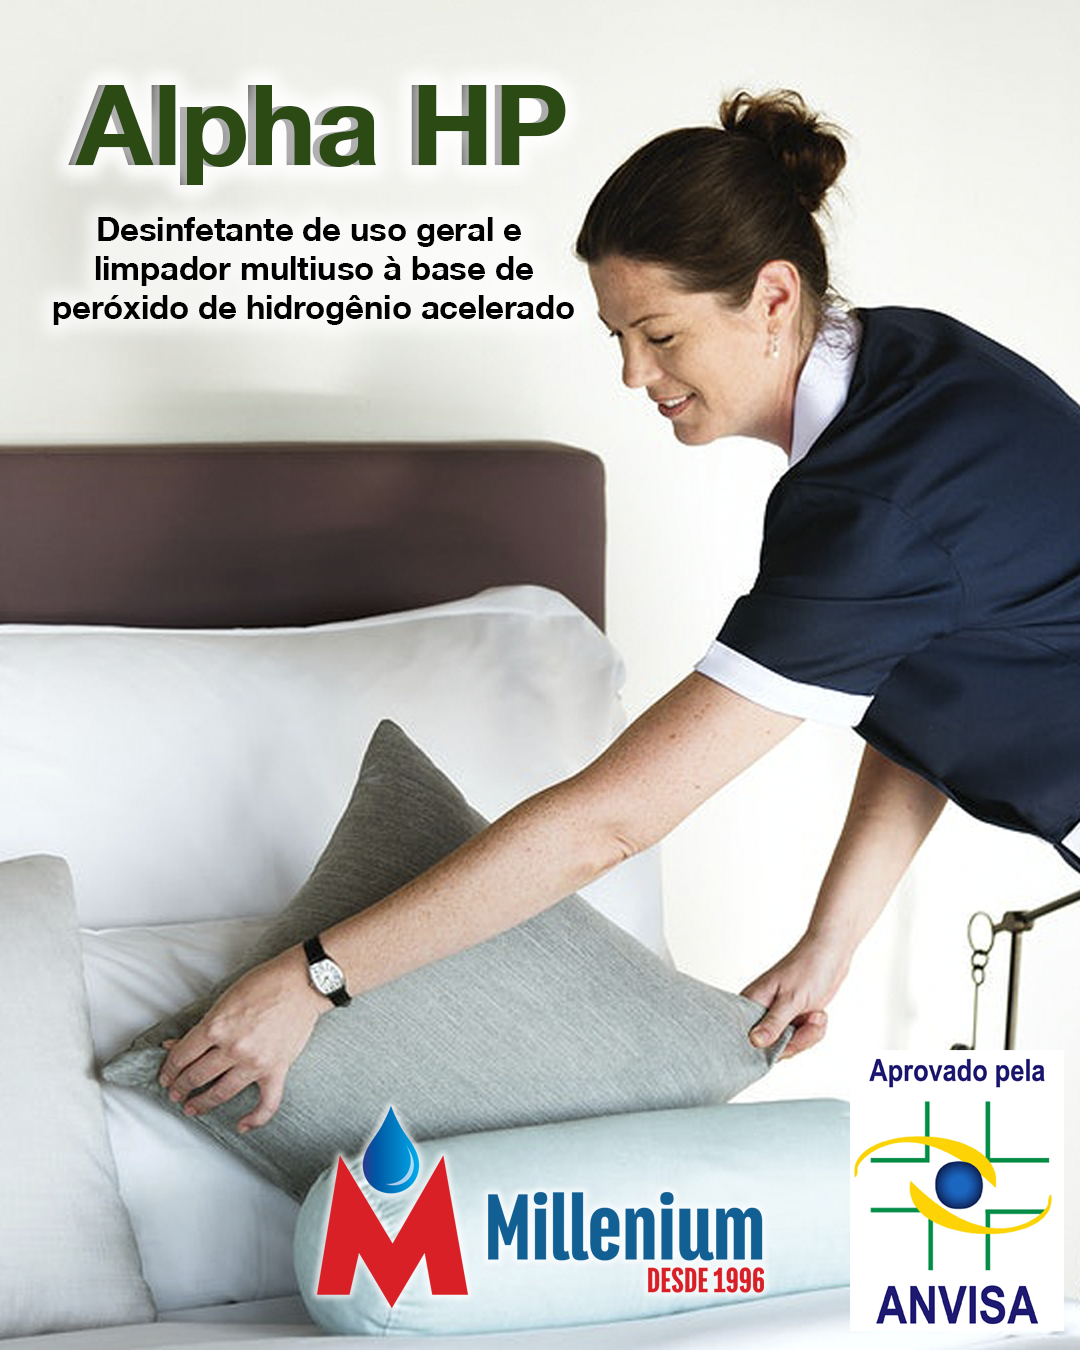 Alpha HP
Desinfetante de uso geral e
limpador multiuso à base de
peróxido de hidrogênio acelerado
Aprovado pela
Millenium
DESDE 1996
ANVISA